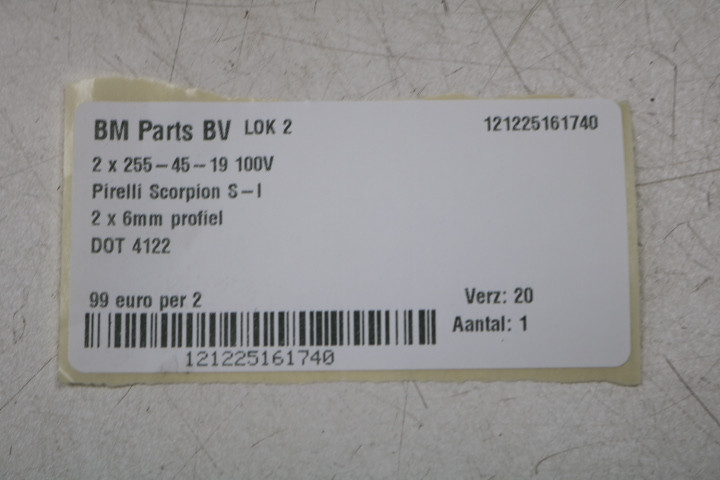 BM Parts BV LOK 2 121225161740
2 x 255-45-19 100V
Pirelli Scorpion S-I
2 x 6mm profiel
DOT 4122
99 euro per 2 Verz: 20
Aantal: 1
121225161740